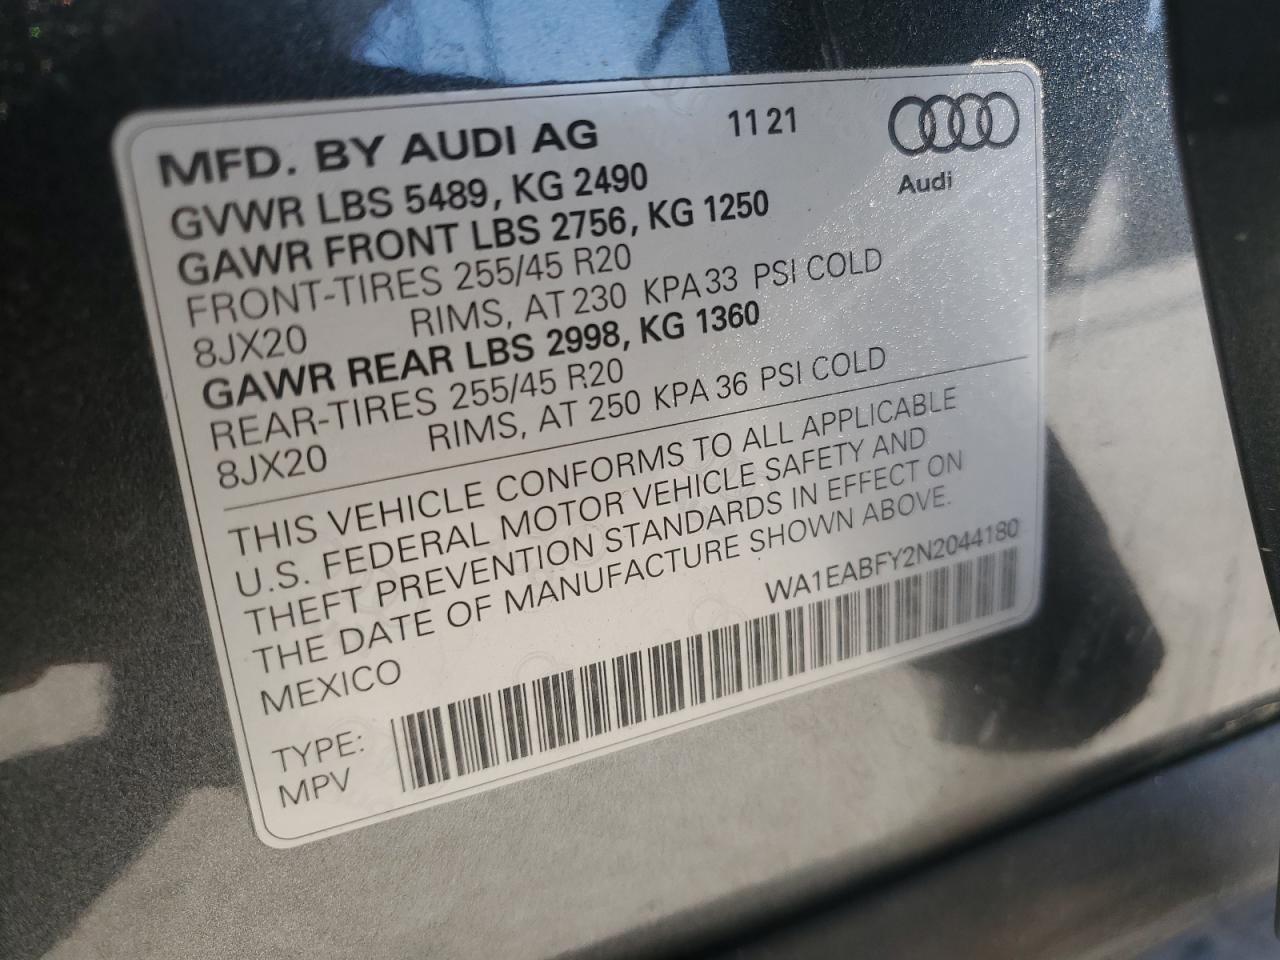 MFD. BY AUDI AG 11 21
Audi
GVWR LBS 5489, KG 2490
GAWR FRONT LBS 2756, KG 1250
FRONT-TIRES 255/45 R20
8JX20 RIMS, AT 230 KPA 33 PSI COLD
GAWR REAR LBS 2998, KG 1360
REAR-TIRES 255/45 R20
8JX20 RIMS, AT 250 KPA 36 PSI COLD
THIS VEHICLE CONFORMS TO ALL APPLICABLE
U.S. FEDERAL MOTOR VEHICLE SAFETY AND
THEFT PREVENTION STANDARDS IN EFFECT ON
THE DATE OF MANUFACTURE SHOWN ABOVE.
MEXICO WA1EABFY2N2044180
TYPE:
MPV